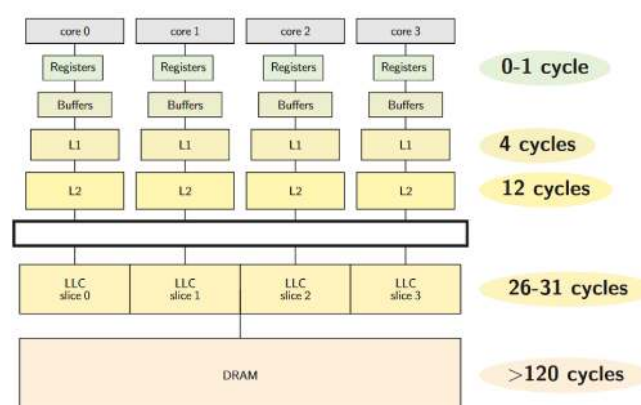 core 0 core 1 core 2 core 3
Registers Registers Registers Registers 0-1 cycle
Buffers Buffers Buffers Buffers
L1 L1 L1 L1 4 cycles
L2 L2 L2 L2 12 cycles
LLC LLC LLC LLC
slice 0 slice 1 slice 2 slice 3
26-31 cycles
DRAM >120 cycles